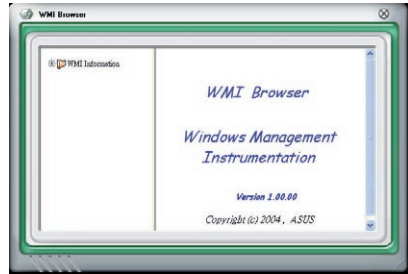 WMI Browser
WMI Information
WMI Browser
Windows Management
Instrumentation
Version 1.00.00
Copyright (c) 2004, ASUS